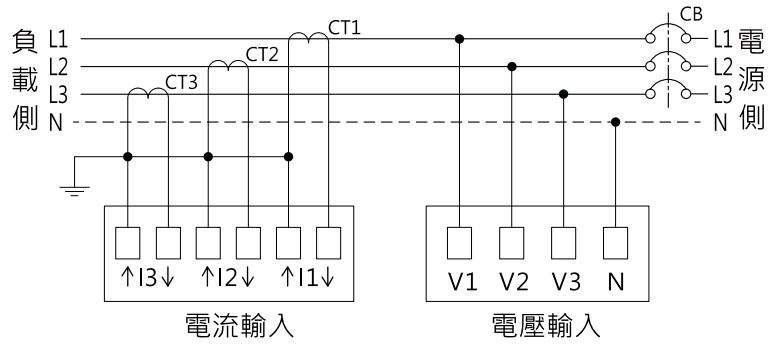 CB
CT1
負載側
L1
L1
電源側
CT2
L2
L2
CT3
L3
L3
N
N
↑I3↓
↑I2↓
↑I1↓
V1
V2
V3
N
電流輸入
電壓輸入